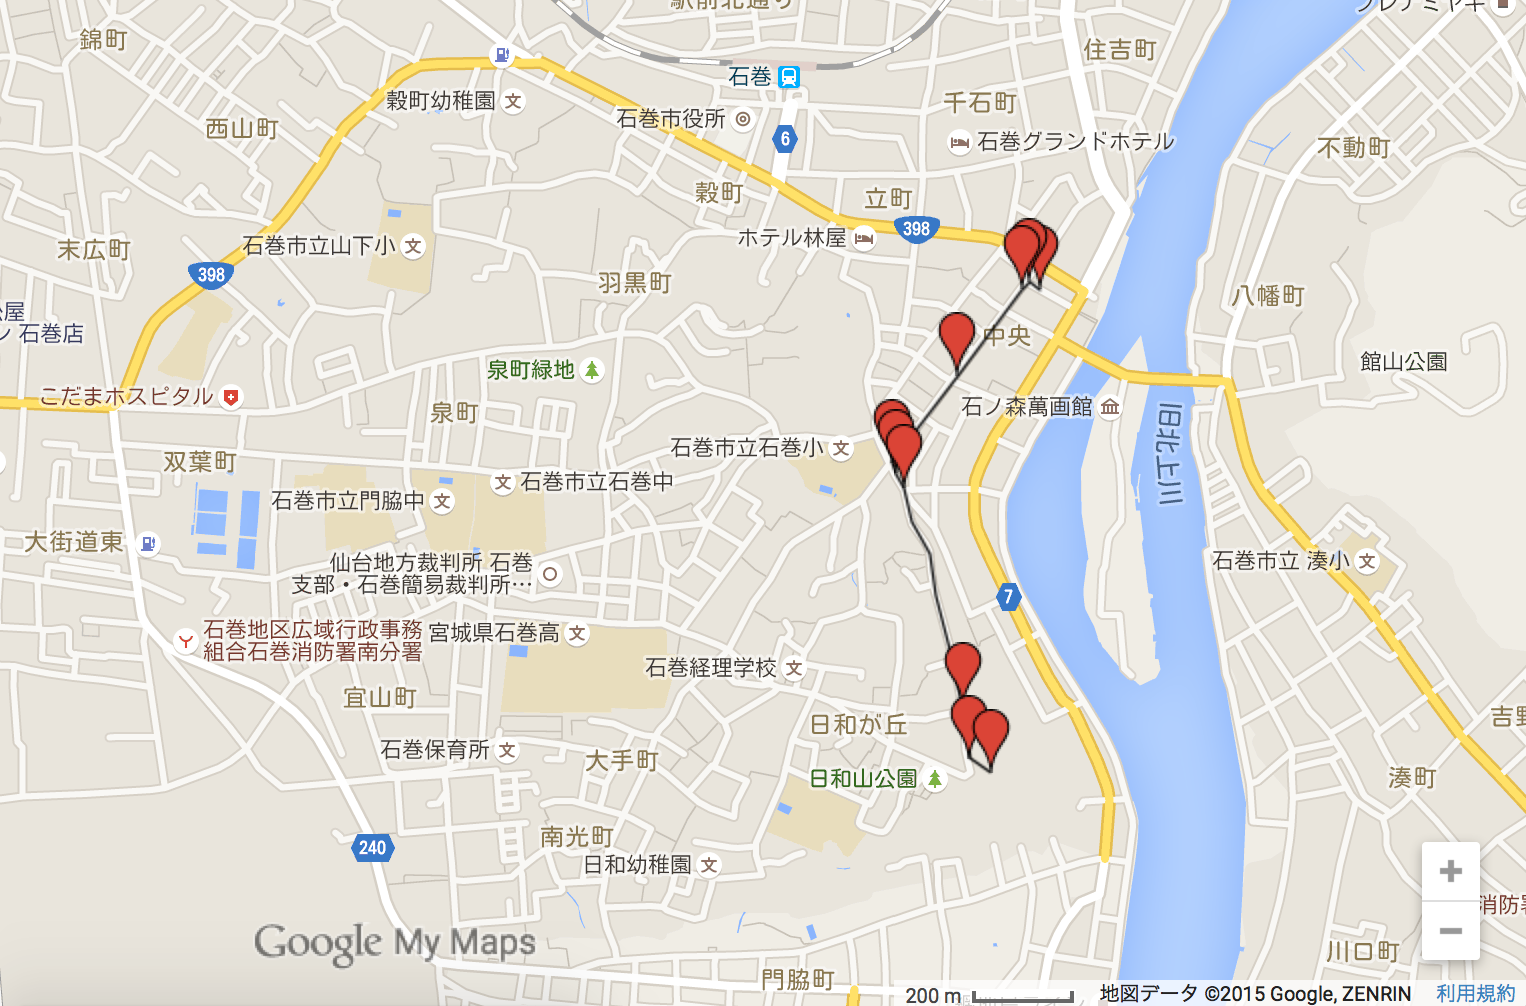 駅前北通り
プレナミヤギ
錦町
住吉町
石巻
穀町幼稚園
千石町
西山町
石巻市役所
6
石巻グランドホテル
不動町
穀町
立町
398
末広町
石巻市立山下小
ホテル林屋
398
羽黒町
八幡町
ン 石巻店
中央
館山公園
泉町緑地
こだまホスピタル
泉町
石ノ森萬画館
旧北上川
石巻市立石巻小
双葉町
石巻市立石巻中
石巻市立門脇中
大街道東
仙台地方裁判所 石巻
支部・石巻簡易裁判所…
石巻市立 湊小
7
石巻地区広域行政事務
組合石巻消防署南分署
宮城県石巻高
石巻経理学校
宜山町
日和が丘
吉野
石巻保育所
大手町
日和山公園
湊町
南光町
240
日和幼稚園
消防署
Google My Maps
川口町
門脇町
200 m
地図データ ©2015 Google, ZENRIN
利用規約